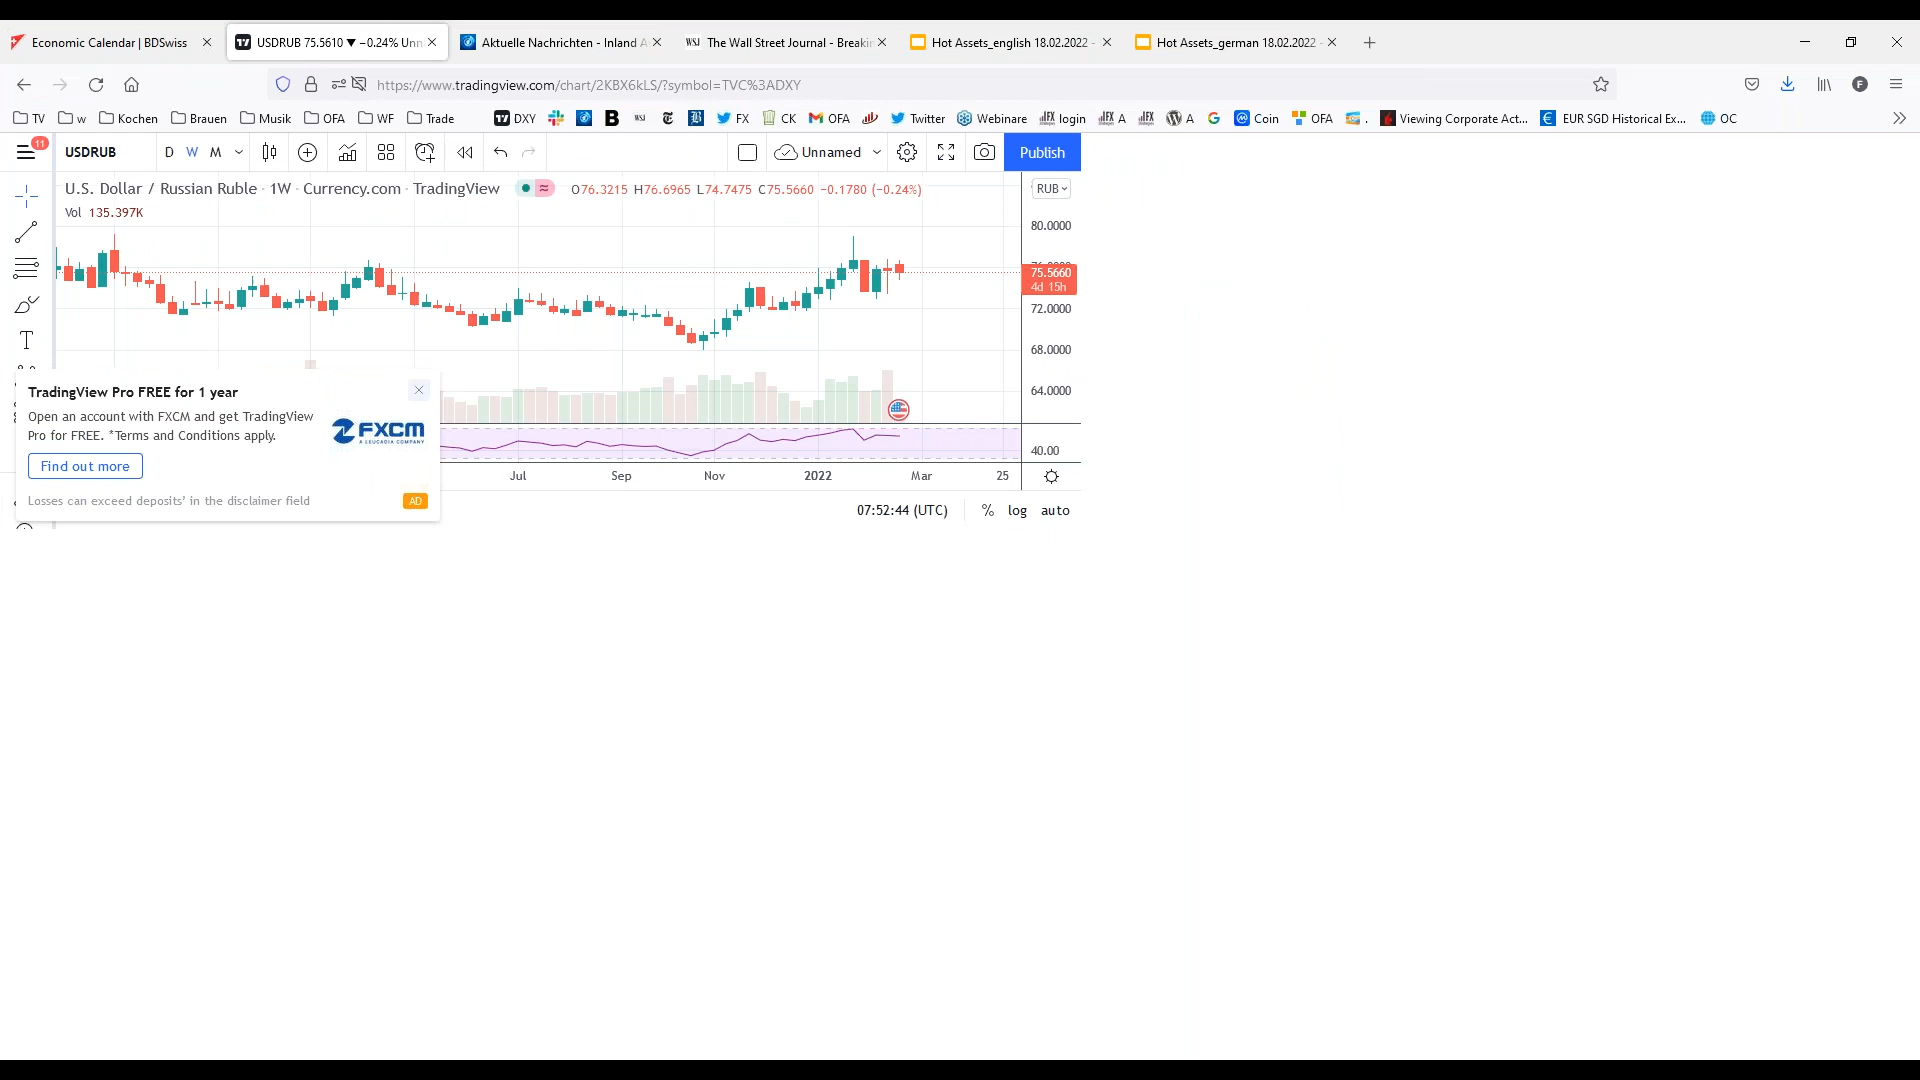 Economic Calendar | BDSwiss
USDRUB 75.5610 ▼ −0.24% Unn
Aktuelle Nachrichten - Inland A
WSJ The Wall Street Journal - Breakin
Hot Assets_english 18.02.2022 -
Hot Assets_german 18.02.2022 -
https://www.tradingview.com/chart/2KBX6kLS/?symbol=TVC%3ADXY
TV w Kochen Brauen Musik OFA WF Trade DXY WSJ FX CK OFA Twitter Webinare login A A Coin OFA . Viewing Corporate Act... EUR SGD Historical Ex... OC
11
USDRUB D W M Unnamed Publish
U.S. Dollar / Russian Ruble · 1W · Currency.com · TradingView O76.3215 H76.6965 L74.7475 C75.5660 −0.1780 (−0.24%) RUB
Vol 135.397K
80.0000
75.5660
4d 15h
72.0000
68.0000
64.0000
40.00
TradingView Pro FREE for 1 year
Open an account with FXCM and get TradingView
Pro for FREE. *Terms and Conditions apply.
FXCM
A LEUCADIA COMPANY
Find out more
Losses can exceed deposits' in the disclaimer field AD
Jul Sep Nov 2022 Mar 25
07:52:44 (UTC) % log auto